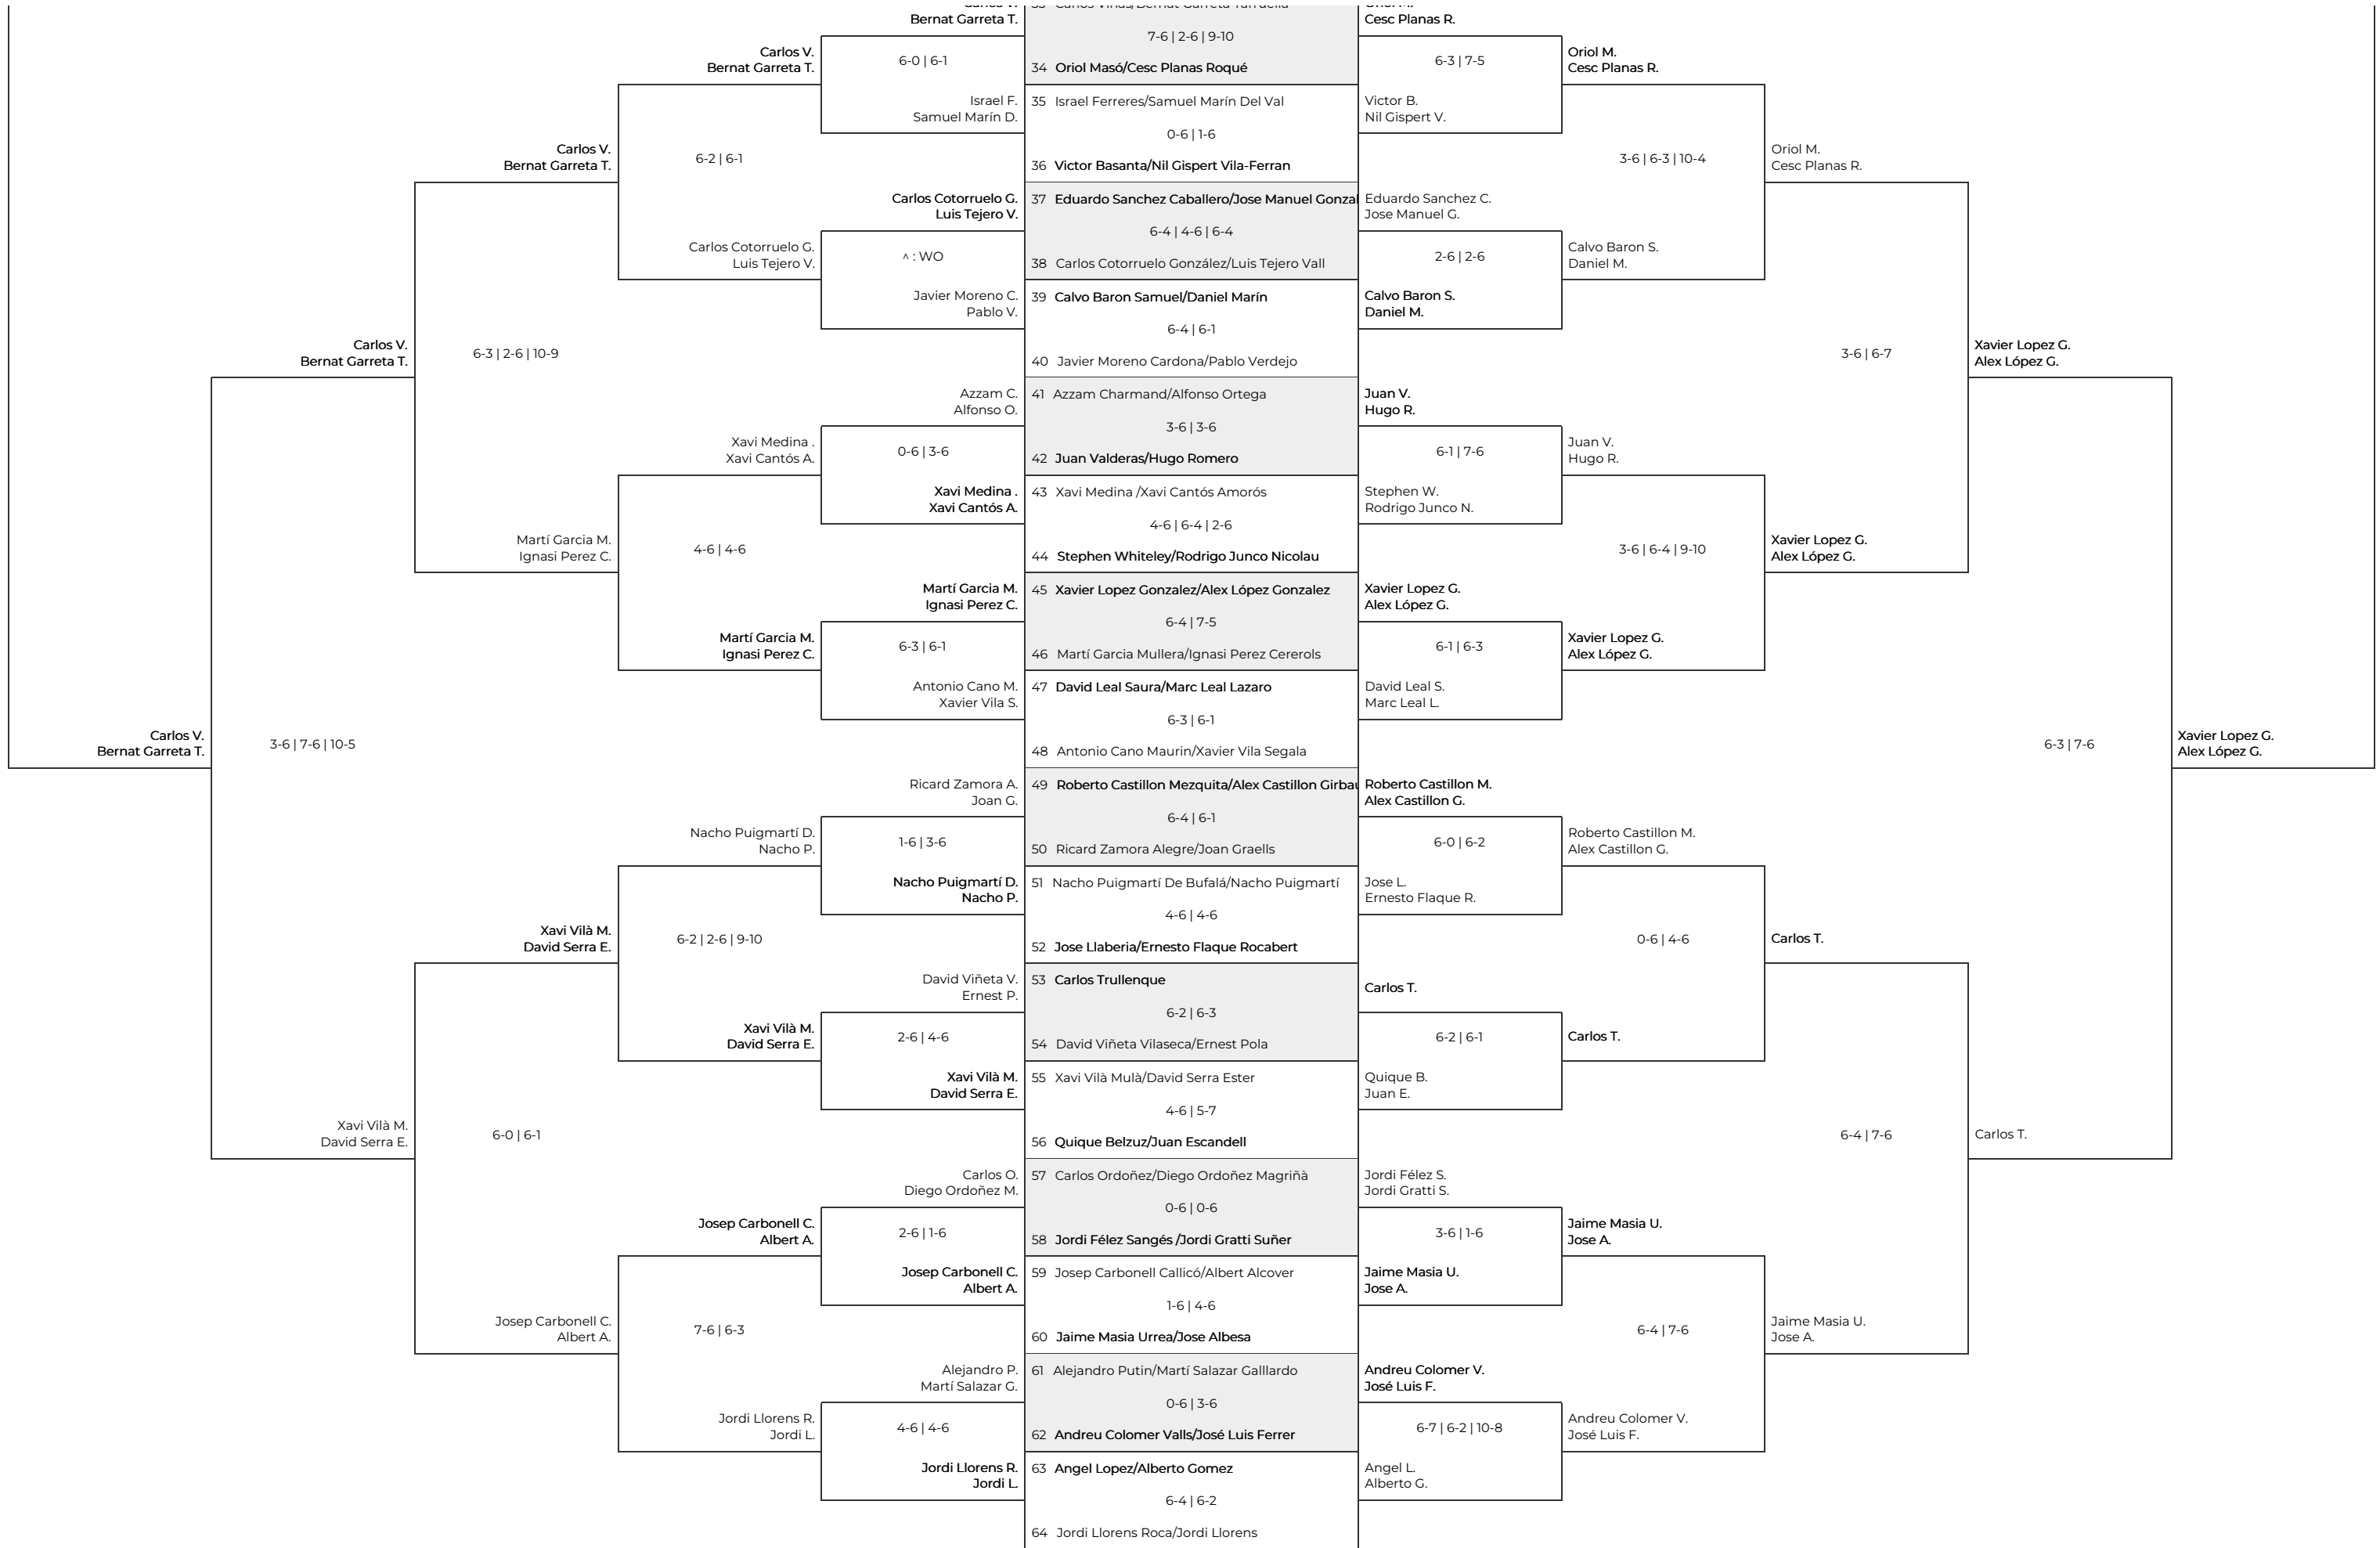 Bernat Garreta T.
Cesc Planas R.
7-6 | 2-6 | 9-10
Carlos V.
Bernat Garreta T.
6-0 | 6-1
34 Oriol Masó/Cesc Planas Roqué
6-3 | 7-5
Oriol M.
Cesc Planas R.
Israel F.
Samuel Marín D.
35 Israel Ferreres/Samuel Marín Del Val
Victor B.
Nil Gispert V.
0-6 | 1-6
Carlos V.
Bernat Garreta T.
6-2 | 6-1
36 Victor Basanta/Nil Gispert Vila-Ferran
3-6 | 6-3 | 10-4
Oriol M.
Cesc Planas R.
Carlos Cotorruelo G.
Luis Tejero V.
37 Eduardo Sanchez Caballero/Jose Manuel Gonzal
Eduardo Sanchez C.
Jose Manuel G.
6-4 | 4-6 | 6-4
Carlos Cotorruelo G.
Luis Tejero V.
^ : WO
38 Carlos Cotorruelo González/Luis Tejero Vall
2-6 | 2-6
Calvo Baron S.
Daniel M.
Javier Moreno C.
Pablo V.
39 Calvo Baron Samuel/Daniel Marín
Calvo Baron S.
Daniel M.
6-4 | 6-1
Carlos V.
Bernat Garreta T.
6-3 | 2-6 | 10-9
40 Javier Moreno Cardona/Pablo Verdejo
3-6 | 6-7
Xavier Lopez G.
Alex López G.
Azzam C.
Alfonso O.
41 Azzam Charmand/Alfonso Ortega
Juan V.
Hugo R.
3-6 | 3-6
Xavi Medina .
Xavi Cantós A.
0-6 | 3-6
42 Juan Valderas/Hugo Romero
6-1 | 7-6
Juan V.
Hugo R.
Xavi Medina .
Xavi Cantós A.
43 Xavi Medina /Xavi Cantós Amorós
Stephen W.
Rodrigo Junco N.
4-6 | 6-4 | 2-6
Martí Garcia M.
Ignasi Perez C.
4-6 | 4-6
44 Stephen Whiteley/Rodrigo Junco Nicolau
3-6 | 6-4 | 9-10
Xavier Lopez G.
Alex López G.
Martí Garcia M.
Ignasi Perez C.
45 Xavier Lopez Gonzalez/Alex López Gonzalez
Xavier Lopez G.
Alex López G.
6-4 | 7-5
Martí Garcia M.
Ignasi Perez C.
6-3 | 6-1
46 Martí Garcia Mullera/Ignasi Perez Cererols
6-1 | 6-3
Xavier Lopez G.
Alex López G.
Antonio Cano M.
Xavier Vila S.
47 David Leal Saura/Marc Leal Lazaro
David Leal S.
Marc Leal L.
6-3 | 6-1
Carlos V.
Bernat Garreta T.
3-6 | 7-6 | 10-5
48 Antonio Cano Maurin/Xavier Vila Segala
6-3 | 7-6
Xavier Lopez G.
Alex López G.
Ricard Zamora A.
Joan G.
49 Roberto Castillon Mezquita/Alex Castillon Girbau
Roberto Castillon M.
Alex Castillon G.
6-4 | 6-1
Nacho Puigmartí D.
Nacho P.
1-6 | 3-6
50 Ricard Zamora Alegre/Joan Graells
6-0 | 6-2
Roberto Castillon M.
Alex Castillon G.
Nacho Puigmartí D.
Nacho P.
51 Nacho Puigmartí De Bufalá/Nacho Puigmartí
Jose L.
Ernesto Flaque R.
4-6 | 4-6
Xavi Vilà M.
David Serra E.
6-2 | 2-6 | 9-10
52 Jose Llaberia/Ernesto Flaque Rocabert
0-6 | 4-6
Carlos T.
David Viñeta V.
Ernest P.
53 Carlos Trullenque
Carlos T.
6-2 | 6-3
Xavi Vilà M.
David Serra E.
2-6 | 4-6
54 David Viñeta Vilaseca/Ernest Pola
6-2 | 6-1
Carlos T.
Xavi Vilà M.
David Serra E.
55 Xavi Vilà Mulà/David Serra Ester
Quique B.
Juan E.
4-6 | 5-7
Xavi Vilà M.
David Serra E.
6-0 | 6-1
56 Quique Belzuz/Juan Escandell
6-4 | 7-6
Carlos T.
Carlos O.
Diego Ordoñez M.
57 Carlos Ordoñez/Diego Ordoñez Magriñà
Jordi Félez S.
Jordi Gratti S.
0-6 | 0-6
Josep Carbonell C.
Albert A.
2-6 | 1-6
58 Jordi Félez Sangés /Jordi Gratti Suñer
3-6 | 1-6
Jaime Masia U.
Jose A.
Josep Carbonell C.
Albert A.
59 Josep Carbonell Callicó/Albert Alcover
Jaime Masia U.
Jose A.
1-6 | 4-6
Josep Carbonell C.
Albert A.
7-6 | 6-3
60 Jaime Masia Urrea/Jose Albesa
6-4 | 7-6
Jaime Masia U.
Jose A.
Alejandro P.
Martí Salazar G.
61 Alejandro Putin/Martí Salazar Galllardo
Andreu Colomer V.
José Luis F.
0-6 | 3-6
Jordi Llorens R.
Jordi L.
4-6 | 4-6
62 Andreu Colomer Valls/José Luis Ferrer
6-7 | 6-2 | 10-8
Andreu Colomer V.
José Luis F.
Jordi Llorens R.
Jordi L.
63 Angel Lopez/Alberto Gomez
Angel L.
Alberto G.
6-4 | 6-2
64 Jordi Llorens Roca/Jordi Llorens